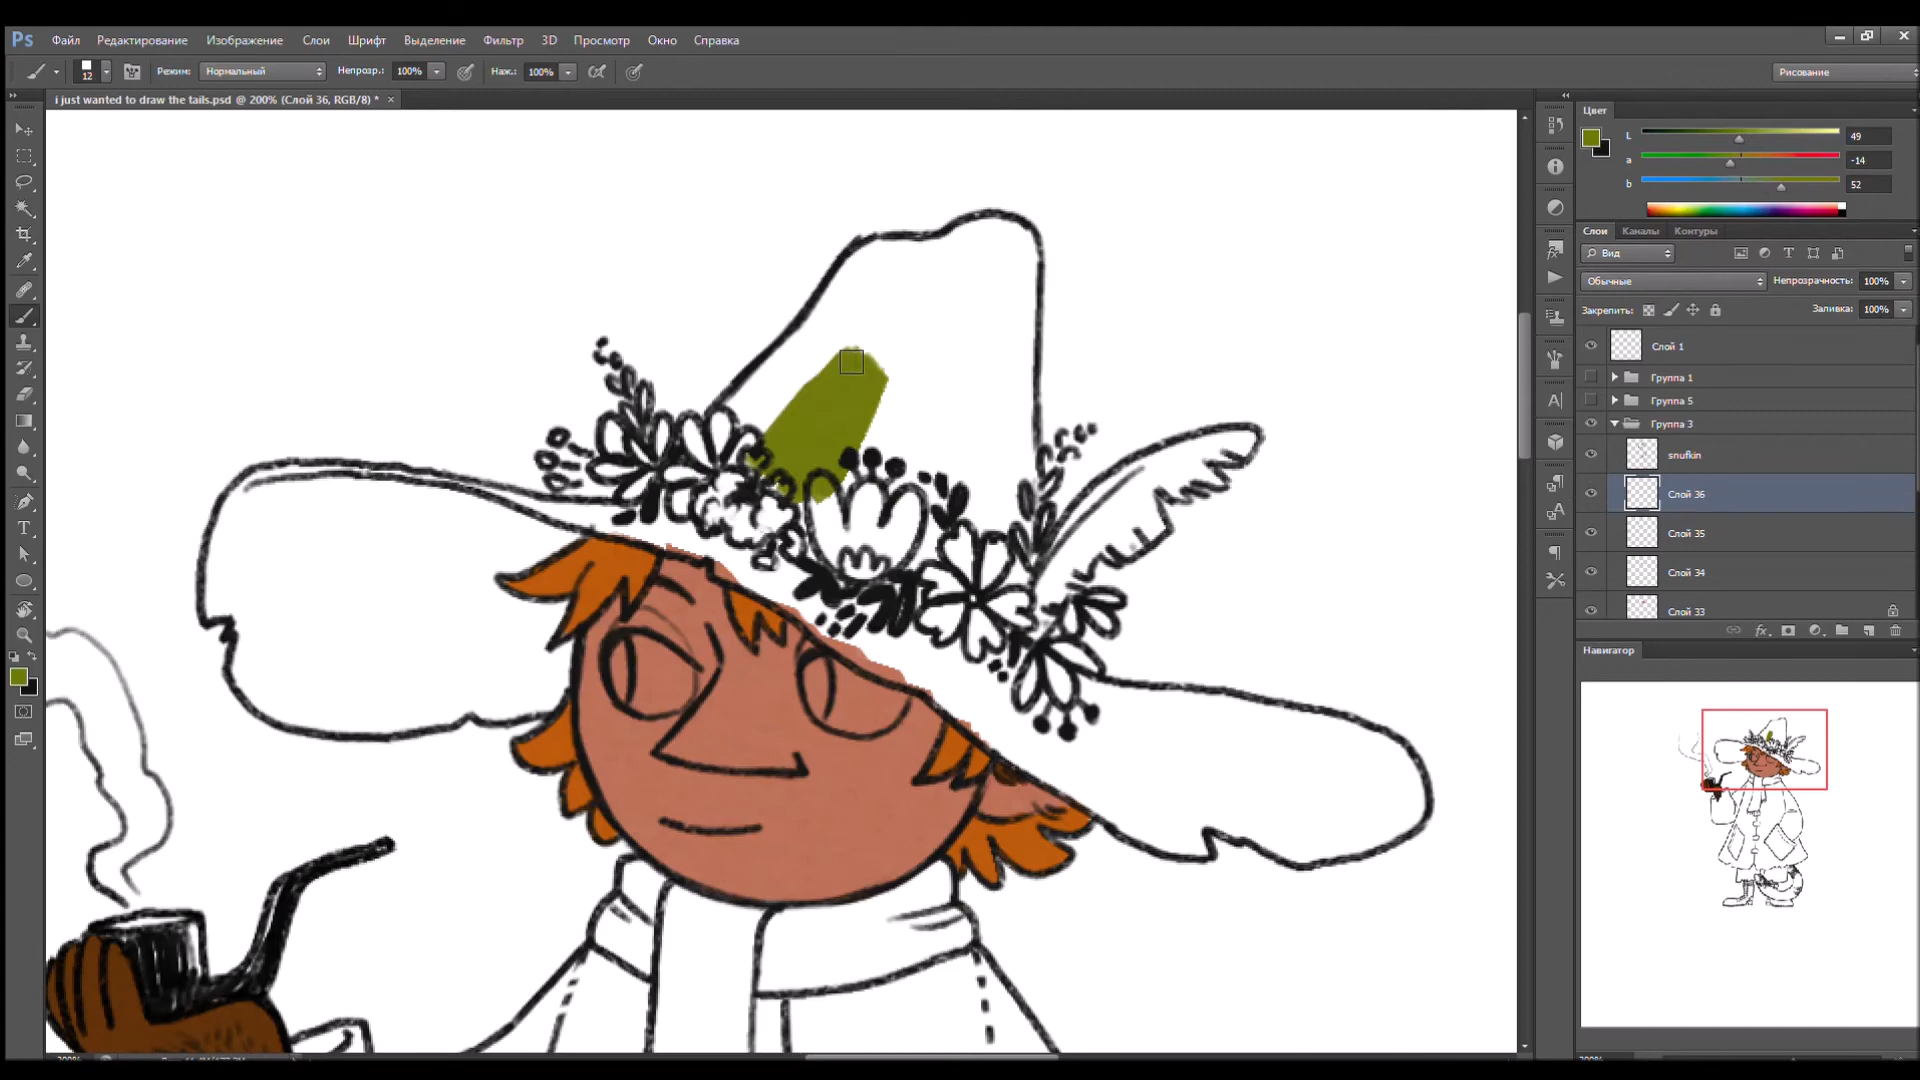 Ps Файл Редактирование Изображение Слои Шрифт Выделение Фильтр 3D Просмотр Окно Справка
12 Режим: Нормальный Непрозр.: 100% Наж.: 100% Рисование
i just wanted to draw the tails.psd @ 200% (Слой 36, RGB/8) * ×
Цвет
L 49
a -14
b 52
Слои Каналы Контуры
Вид
Обычные Непрозрачность: 100%
Закрепить: Заливка: 100%
Слой 1
Группа 1
Группа 5
Группа 3
snufkin
Слой 36
Слой 35
Слой 34
Слой 33
Навигатор